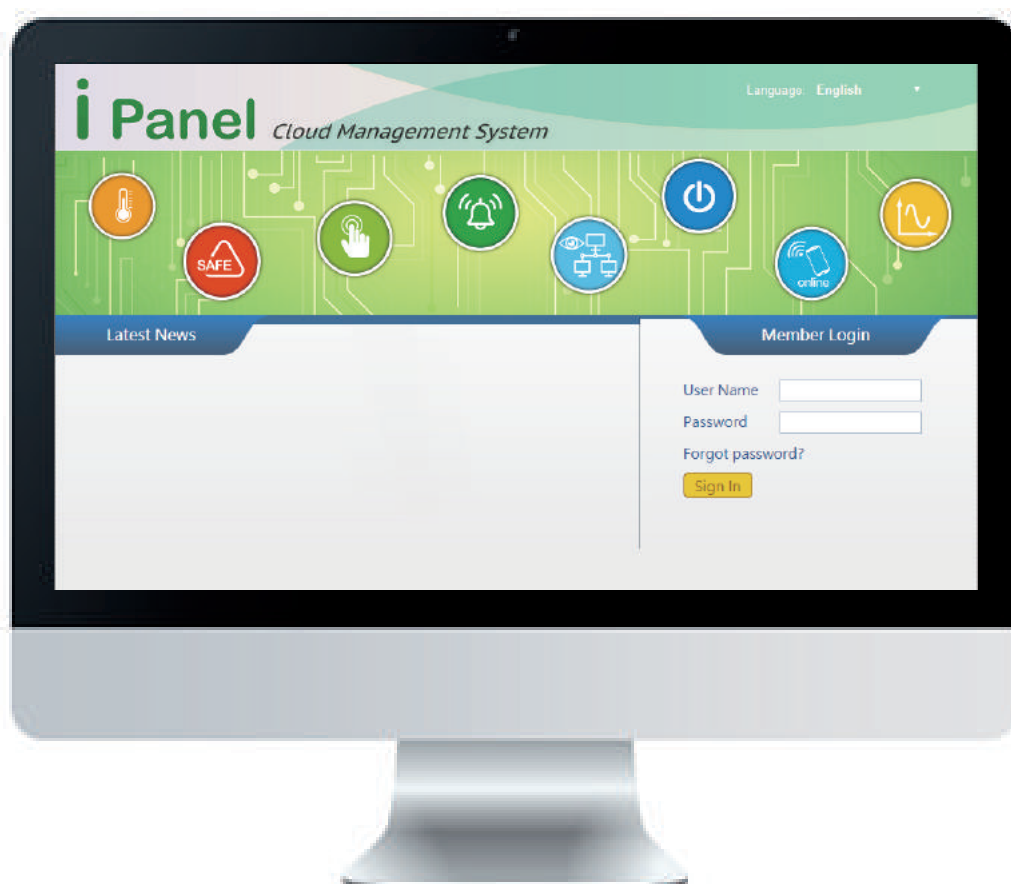 i Panel Cloud Management System
Language: English
SAFE
online
Latest News
Member Login
User Name
Password
Forgot password?
Sign In